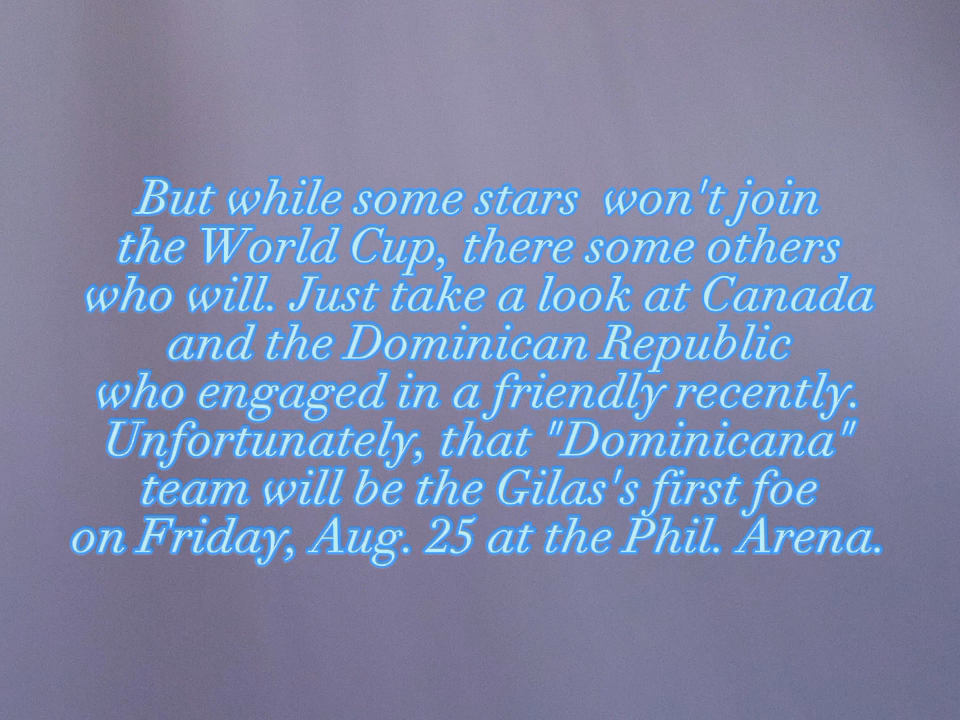 But while some stars  won't join
the World Cup, there some others
who will. Just take a look at Canada
and the Dominican Republic
who engaged in a friendly recently.
Unfortunately, that "Dominicana"
team will be the Gilas's first foe
on Friday, Aug. 25 at the Phil. Arena.